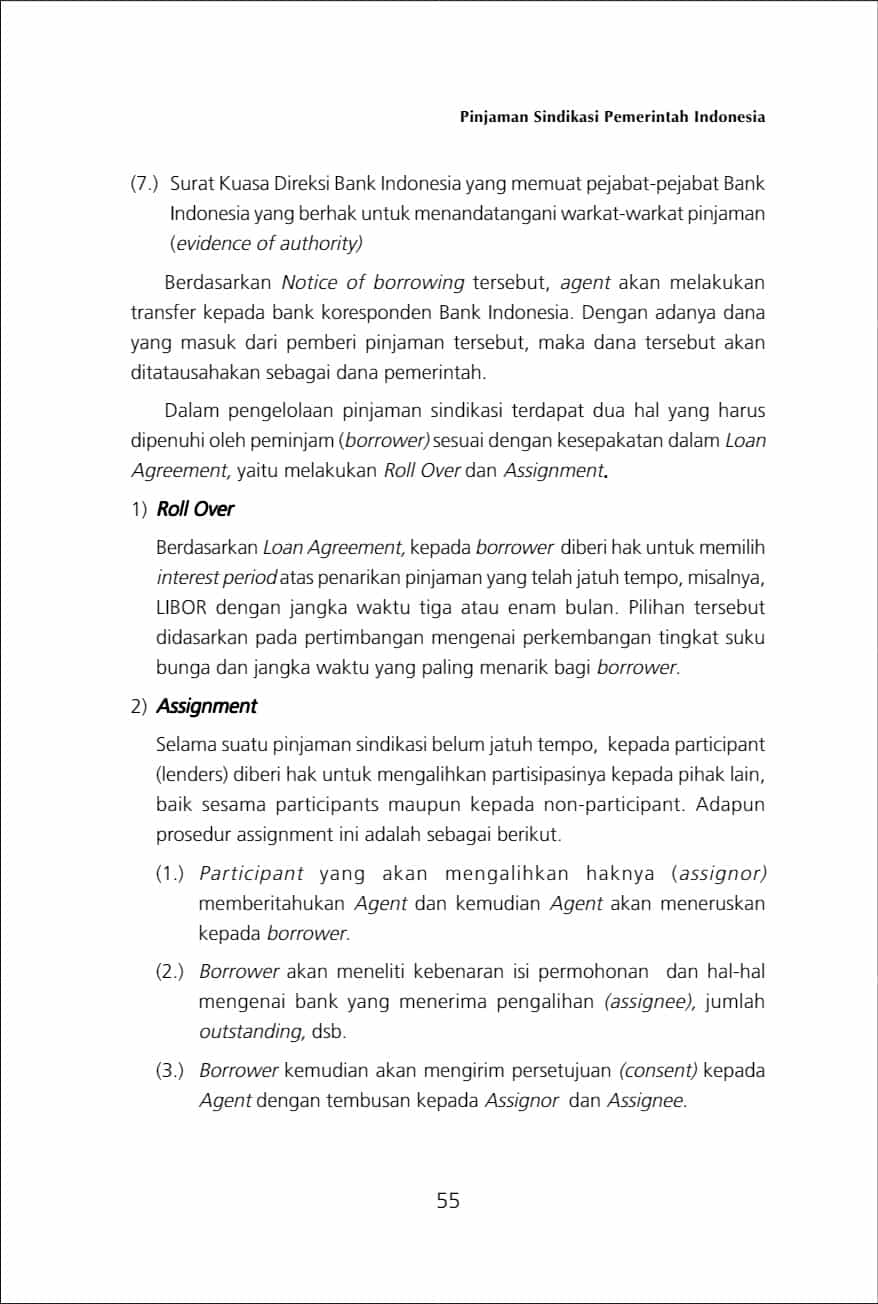 Pinjaman Sindikasi Pemerintah Indonesia
(7.) Surat Kuasa Direksi Bank Indonesia yang memuat pejabat-pejabat Bank
Indonesia yang berhak untuk menandatangani warkat-warkat pinjaman
(evidence of authority)
Berdasarkan Notice of borrowing tersebut, agent akan melakukan
transfer kepada bank koresponden Bank Indonesia. Dengan adanya dana
yang masuk dari pemberi pinjaman tersebut, maka dana tersebut akan
ditatausahakan sebagai dana pemerintah.
Dalam pengelolaan pinjaman sindikasi terdapat dua hal yang harus
dipenuhi oleh peminjam (borrower) sesuai dengan kesepakatan dalam Loan
Agreement, yaitu melakukan Roll Over dan Assignment.
1) Roll Over
Berdasarkan Loan Agreement, kepada borrower diberi hak untuk memilih
interest period atas penarikan pinjaman yang telah jatuh tempo, misalnya,
LIBOR dengan jangka waktu tiga atau enam bulan. Pilihan tersebut
didasarkan pada pertimbangan mengenai perkembangan tingkat suku
bunga dan jangka waktu yang paling menarik bagi borrower.
2) Assignment
Selama suatu pinjaman sindikasi belum jatuh tempo, kepada participant
(lenders) diberi hak untuk mengalihkan partisipasinya kepada pihak lain,
baik sesama participants maupun kepada non-participant. Adapun
prosedur assignment ini adalah sebagai berikut.
(1.) Participant yang akan mengalihkan haknya (assignor)
memberitahukan Agent dan kemudian Agent akan meneruskan
kepada borrower.
(2.) Borrower akan meneliti kebenaran isi permohonan dan hal-hal
mengenai bank yang menerima pengalihan (assignee), jumlah
outstanding, dsb.
(3.) Borrower kemudian akan mengirim persetujuan (consent) kepada
Agent dengan tembusan kepada Assignor dan Assignee.
55